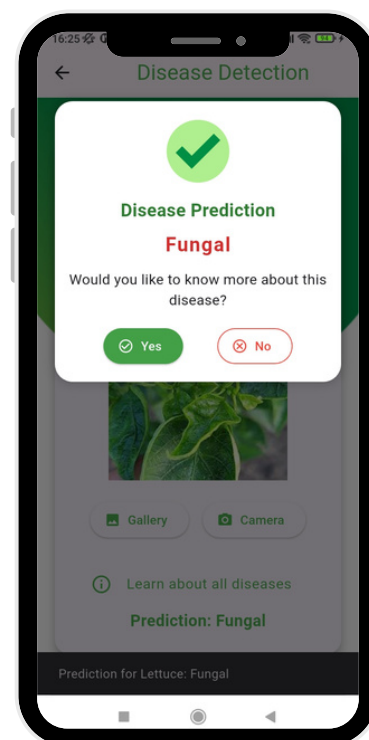 16:25
Disease Detection
Disease Prediction
Fungal
Would you like to know more about this
disease?
Yes
No
Gallery
Camera
Learn about all diseases
Prediction: Fungal
Prediction for Lettuce: Fungal